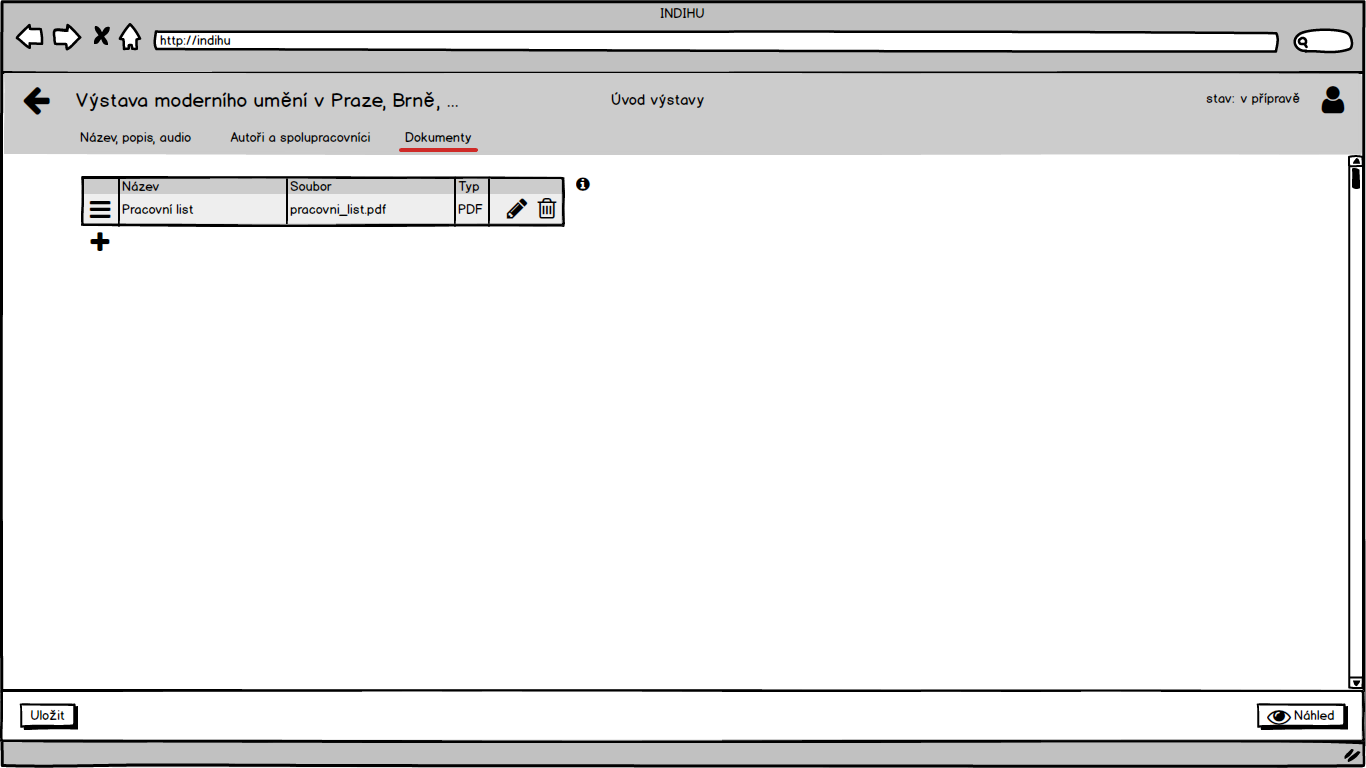 INDIHU
http://indihu
Výstava moderního umění v Praze, Brně, ...
Úvod výstavy
stav: v přípravě
Název, popis, audio
Autoři a spolupracovníci
Dokumenty
Název Soubor Typ
Pracovní list pracovni_list.pdf PDF
Uložit
Náhled